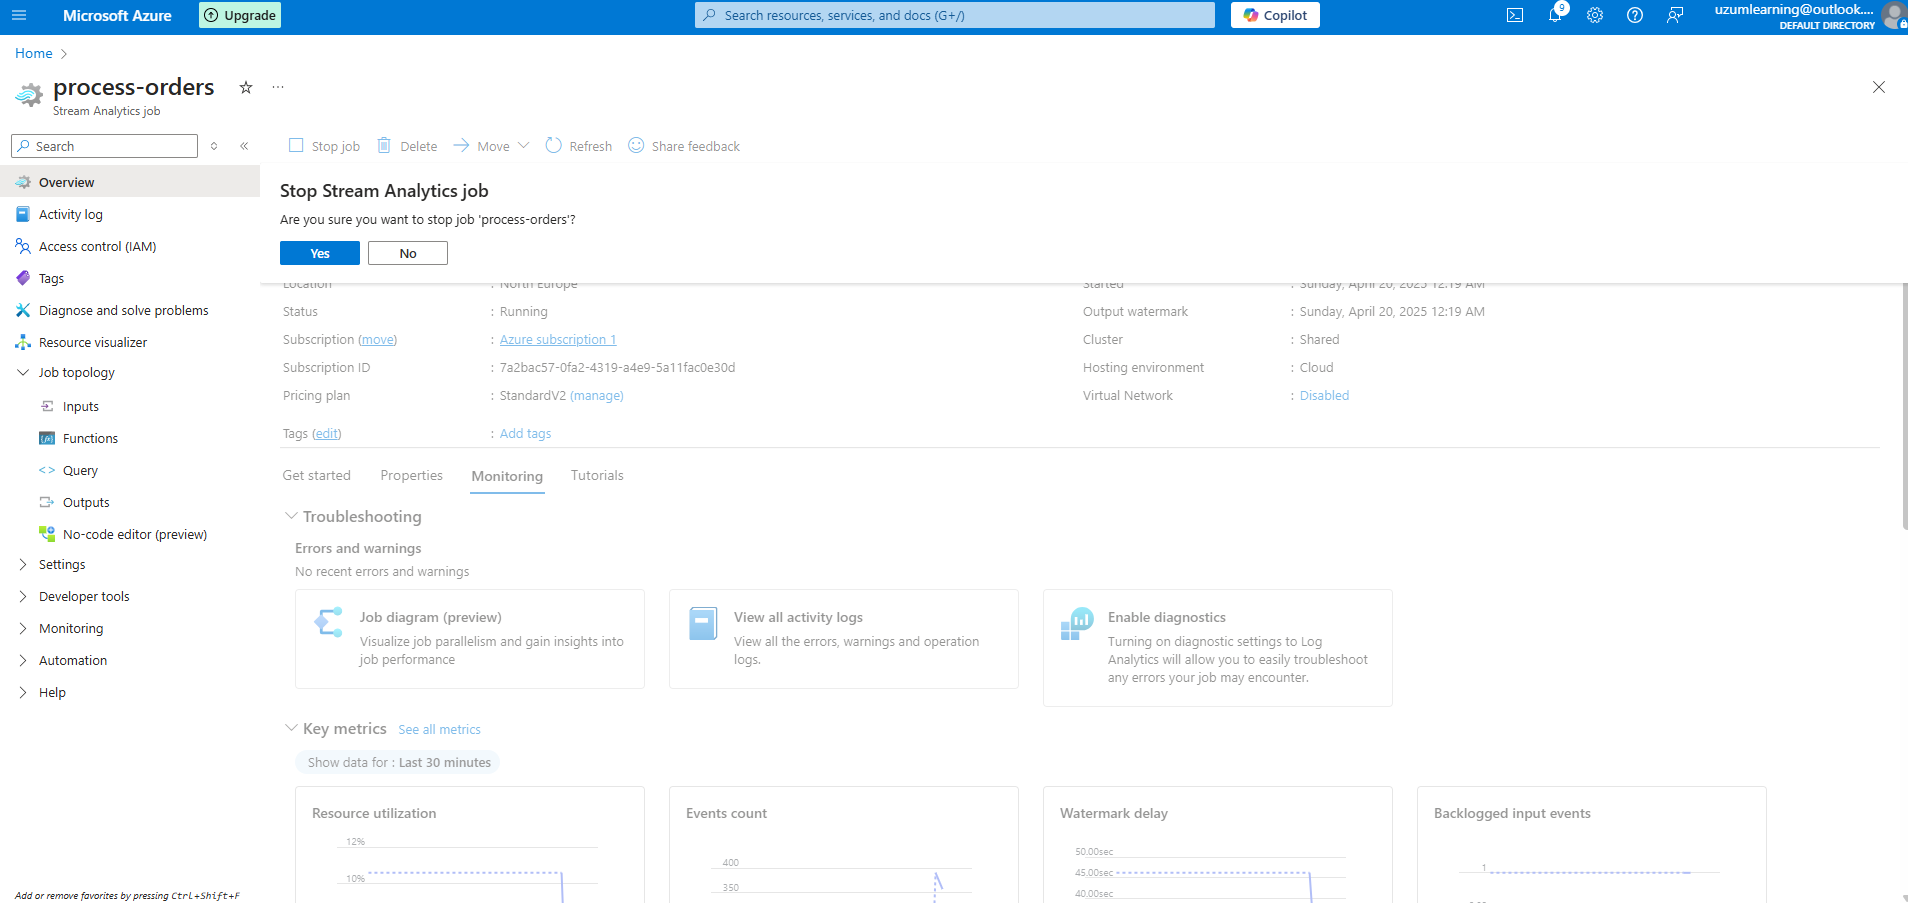 Microsoft Azure
Upgrade
Search resources, services, and docs (G+/)
Copilot
9
uzumlearning@outlook....
DEFAULT DIRECTORY
Home
process-orders
Stream Analytics job
Search
Stop job
Delete
Move
Refresh
Share feedback
Overview
Activity log
Access control (IAM)
Tags
Diagnose and solve problems
Resource visualizer
Job topology
Inputs
Functions
Query
Outputs
No-code editor (preview)
Settings
Developer tools
Monitoring
Automation
Help
Add or remove favorites by pressing Ctrl+Shift+F
Stop Stream Analytics job
Are you sure you want to stop job 'process-orders'?
Yes
No
Location : North Europe
Status : Running
Subscription (move) : Azure subscription 1
Subscription ID : 7a2bac57-0fa2-4319-a4e9-5a11fac0e30d
Pricing plan : StandardV2 (manage)
Tags (edit) : Add tags
Started : Sunday, April 20, 2025 12:19 AM
Output watermark : Sunday, April 20, 2025 12:19 AM
Cluster : Shared
Hosting environment : Cloud
Virtual Network : Disabled
Get started
Properties
Monitoring
Tutorials
Troubleshooting
Errors and warnings
No recent errors and warnings
Job diagram (preview)
Visualize job parallelism and gain insights into
job performance
View all activity logs
View all the errors, warnings and operation
logs.
Enable diagnostics
Turning on diagnostic settings to Log
Analytics will allow you to easily troubleshoot
any errors your job may encounter.
Key metrics
See all metrics
Show data for : Last 30 minutes
Resource utilization
12%
10%
Events count
400
350
Watermark delay
50.00sec
45.00sec
40.00sec
Backlogged input events
1